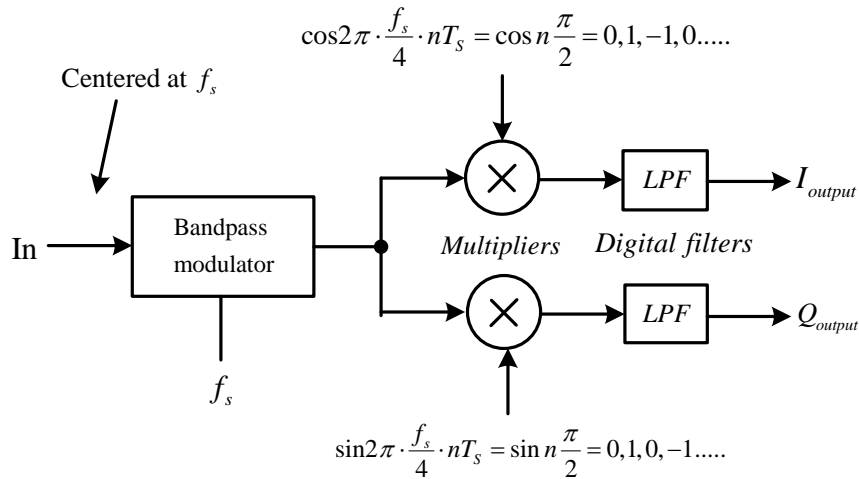 cos2π · f_s/4 · nT_S = cos n π/2 = 0,1,-1,0.....
Centered at f_s
In
Bandpass
modulator
f_s
LPF
I_output
Multipliers
Digital filters
LPF
Q_output
sin2π · f_s/4 · nT_S = sin n π/2 = 0,1,0,-1.....